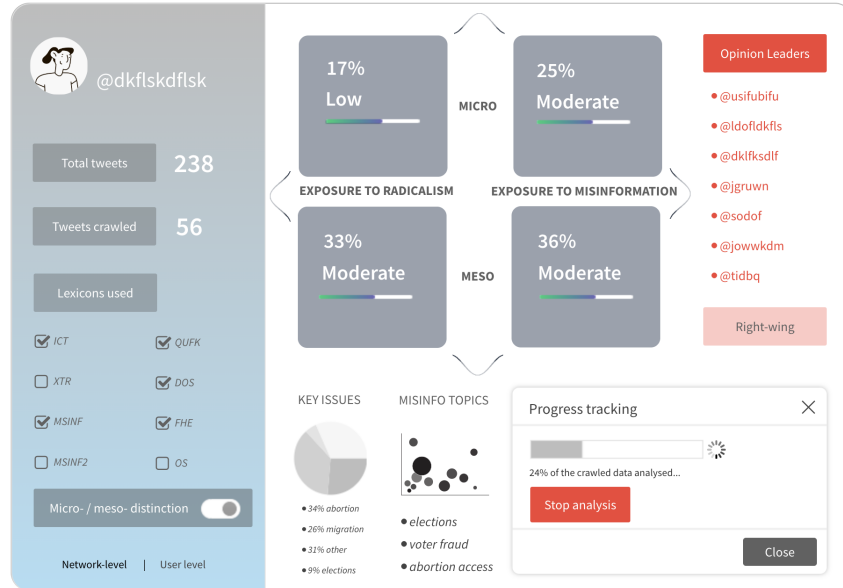 @dkflskdflsk
Total tweets 238
Tweets crawled 56
Lexicons used
ICT QUFK
XTR DOS
MSINF FHE
MSINF2 OS
Micro- / meso- distinction
Network-level | User level
17%
Low
MICRO
25%
Moderate
EXPOSURE TO RADICALISM
EXPOSURE TO MISINFORMATION
33%
Moderate
MESO
36%
Moderate
Opinion Leaders
@usifubifu
@ldofldkfls
@dklfksdlf
@jgruwn
@sodof
@jowwkdm
@tidbq
Right-wing
KEY ISSUES
34% abortion
26% migration
31% other
9% elections
MISINFO TOPICS
elections
voter fraud
abortion access
Progress tracking
24% of the crawled data analysed...
Stop analysis
Close